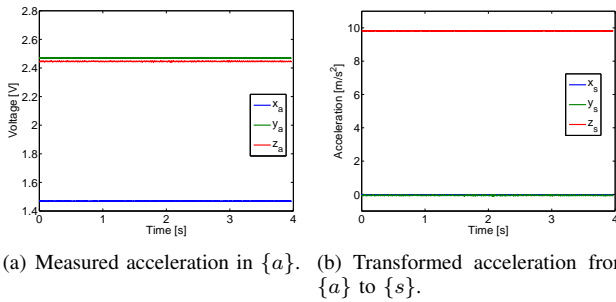 2.8
2.6
2.4
2.2
2
1.8
1.6
1.4
Voltage [V]
0 1 2 3 4
Time [s]
x_a
y_a
z_a
10
8
6
4
2
0
Acceleration [m/s²]
0 1 2 3 4
Time [s]
x_s
y_s
z_s
(a) Measured acceleration in {a}.
(b) Transformed acceleration from
{a} to {s}.